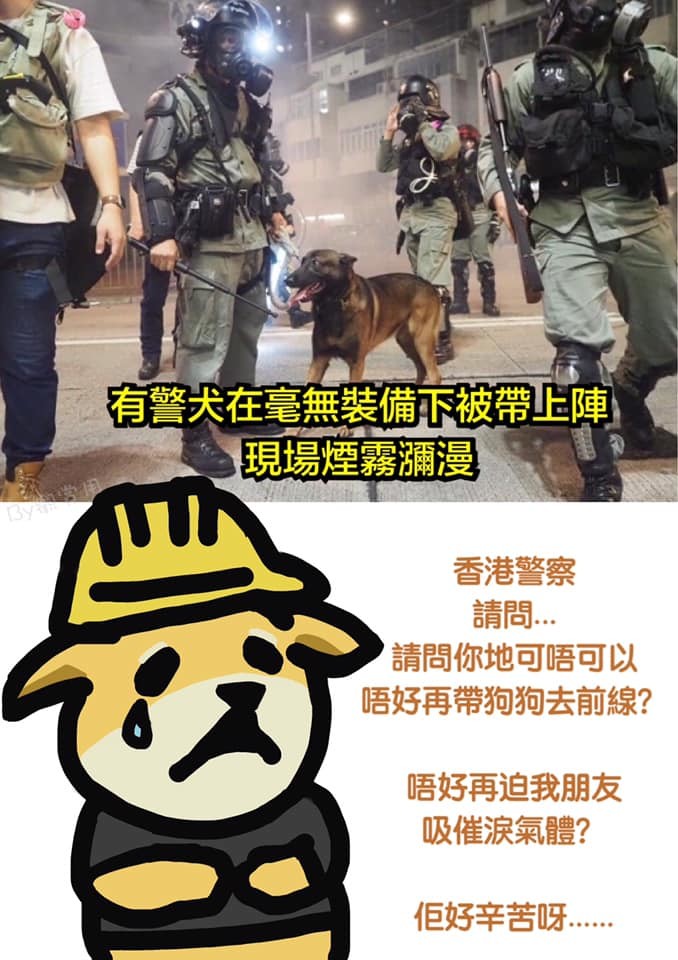 有警犬在毫無裝備下被帶上陣
現場煙霧瀰漫
香港警察
請問...
請問你地可唔可以
唔好再帶狗狗去前線?
唔好再迫我朋友
吸催淚氣體?
佢好辛苦呀......